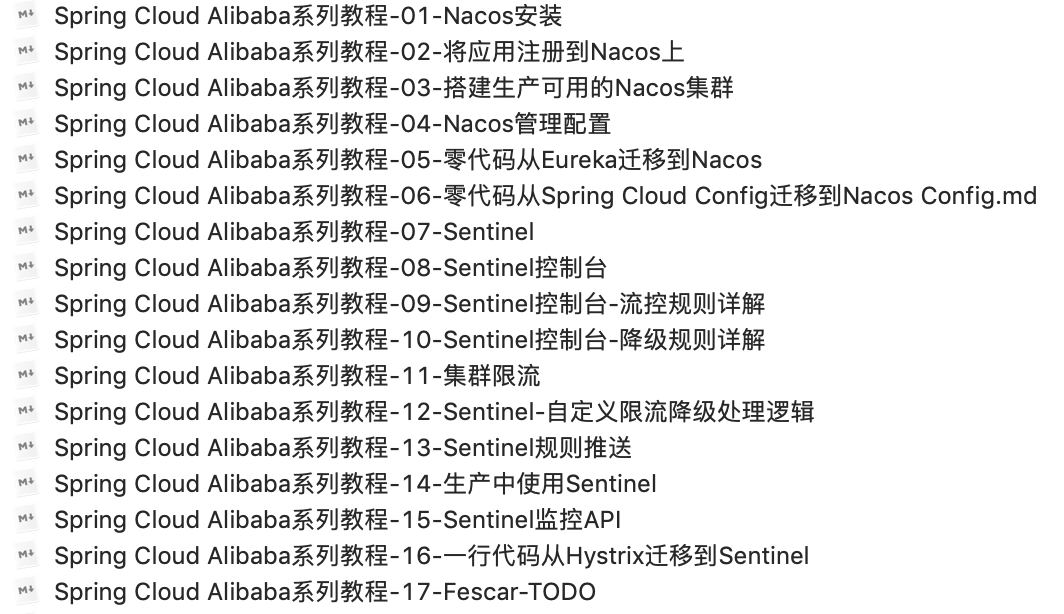 Spring Cloud Alibaba系列教程-01-Nacos安装
Spring Cloud Alibaba系列教程-02-将应用注册到Nacos上
Spring Cloud Alibaba系列教程-03-搭建生产可用的Nacos集群
Spring Cloud Alibaba系列教程-04-Nacos管理配置
Spring Cloud Alibaba系列教程-05-零代码从Eureka迁移到Nacos
Spring Cloud Alibaba系列教程-06-零代码从Spring Cloud Config迁移到Nacos Config.md
Spring Cloud Alibaba系列教程-07-Sentinel
Spring Cloud Alibaba系列教程-08-Sentinel控制台
Spring Cloud Alibaba系列教程-09-Sentinel控制台-流控规则详解
Spring Cloud Alibaba系列教程-10-Sentinel控制台-降级规则详解
Spring Cloud Alibaba系列教程-11-集群限流
Spring Cloud Alibaba系列教程-12-Sentinel-自定义限流降级处理逻辑
Spring Cloud Alibaba系列教程-13-Sentinel规则推送
Spring Cloud Alibaba系列教程-14-生产中使用Sentinel
Spring Cloud Alibaba系列教程-15-Sentinel监控API
Spring Cloud Alibaba系列教程-16-一行代码从Hystrix迁移到Sentinel
Spring Cloud Alibaba系列教程-17-Fescar-TODO